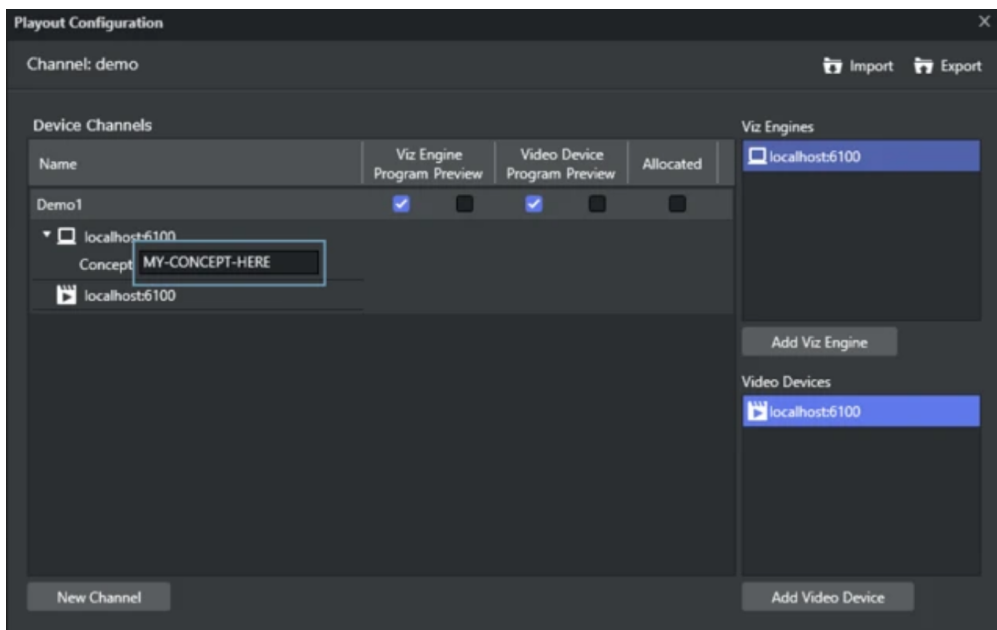 Playout Configuration
Channel: demo
Import Export
Device Channels
Viz Engines
Name
Viz Engine
Program Preview
Video Device
Program Preview
Allocated
localhost:6100
Demo1
localhost:6100
Concept MY-CONCEPT-HERE
localhost:6100
Add Viz Engine
Video Devices
localhost:6100
New Channel
Add Video Device